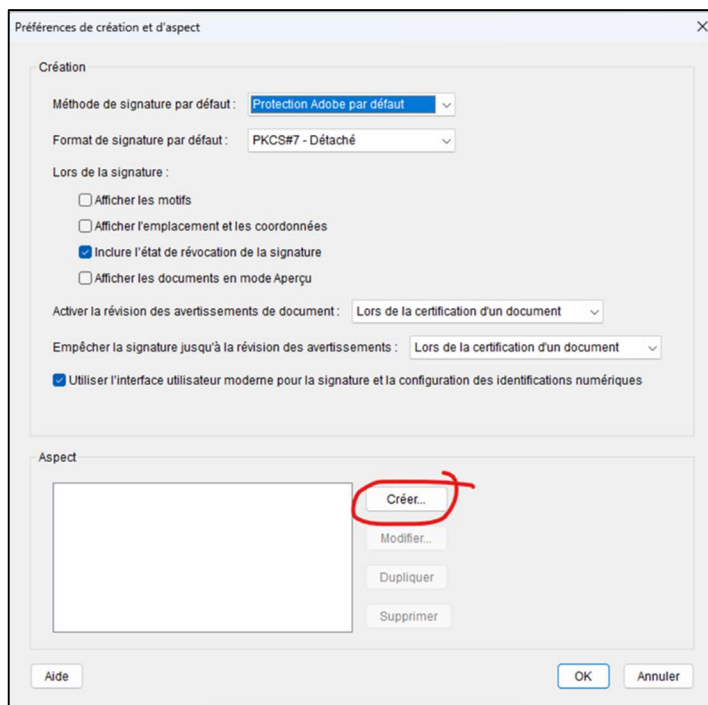 Préférences de création et d'aspect
Création
Méthode de signature par défaut : Protection Adobe par défaut
Format de signature par défaut : PKCS#7 - Détaché
Lors de la signature :
Afficher les motifs
Afficher l'emplacement et les coordonnées
Inclure l'état de révocation de la signature
Afficher les documents en mode Aperçu
Activer la révision des avertissements de document : Lors de la certification d'un document
Empêcher la signature jusqu'à la révision des avertissements : Lors de la certification d'un document
Utiliser l'interface utilisateur moderne pour la signature et la configuration des identifications numériques
Aspect
Créer...
Modifier...
Dupliquer
Supprimer
Aide OK Annuler